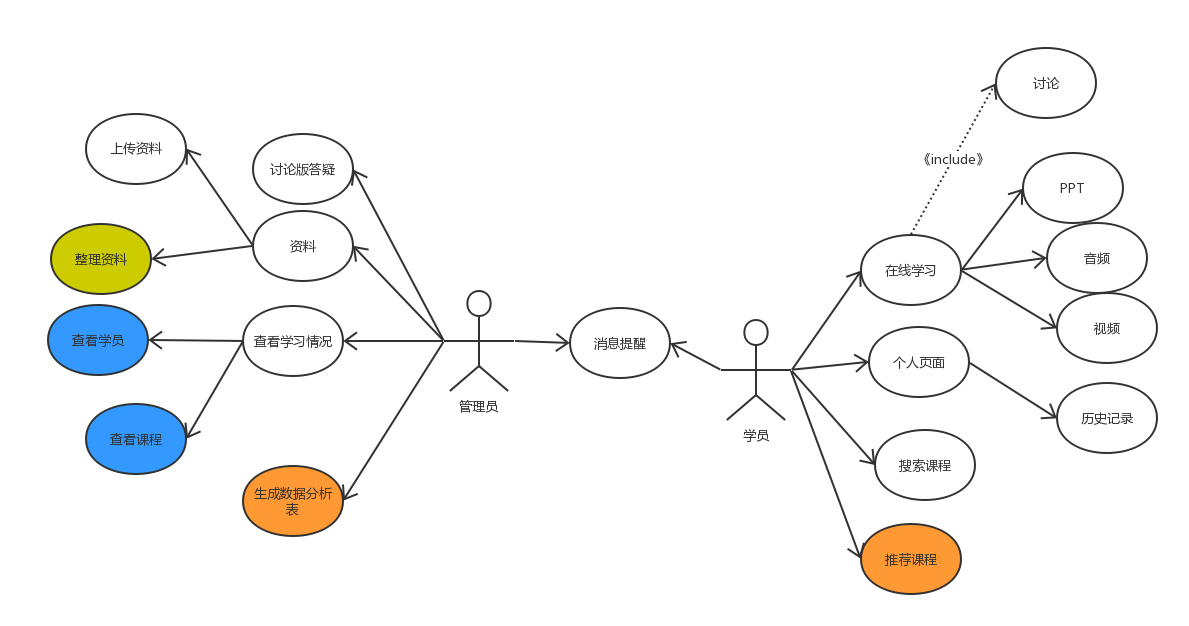 讨论
上传资料
讨论版答疑
《include》
PPT
资料
整理资料
在线学习
音频
查看学员
查看学习情况
消息提醒
视频
个人页面
管理员
历史记录
学员
查看课程
搜索课程
生成数据分析
表
推荐课程